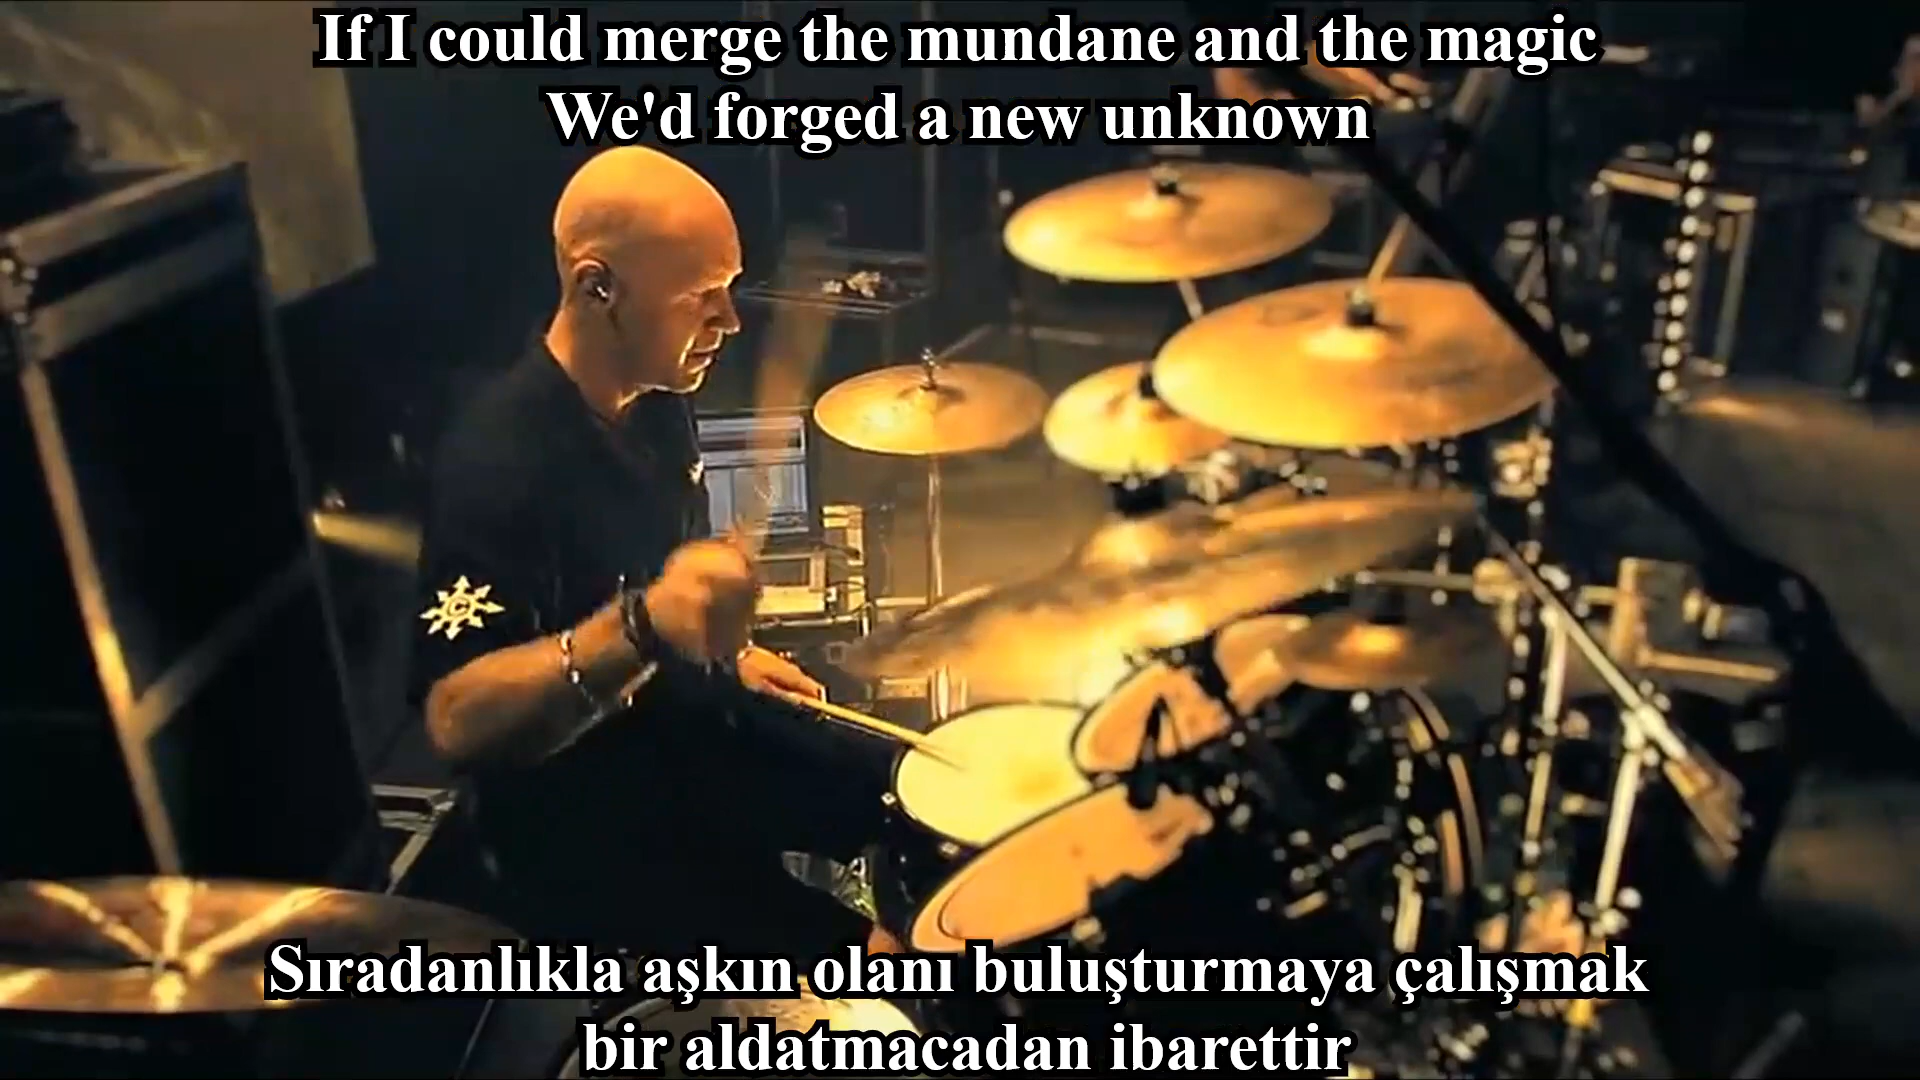 If I could merge the mundane and the magic
We'd forged a new unknown
Sıradanlıkla aşkın olanı buluşturmaya çalışmak
bir aldatmacadan ibarettir